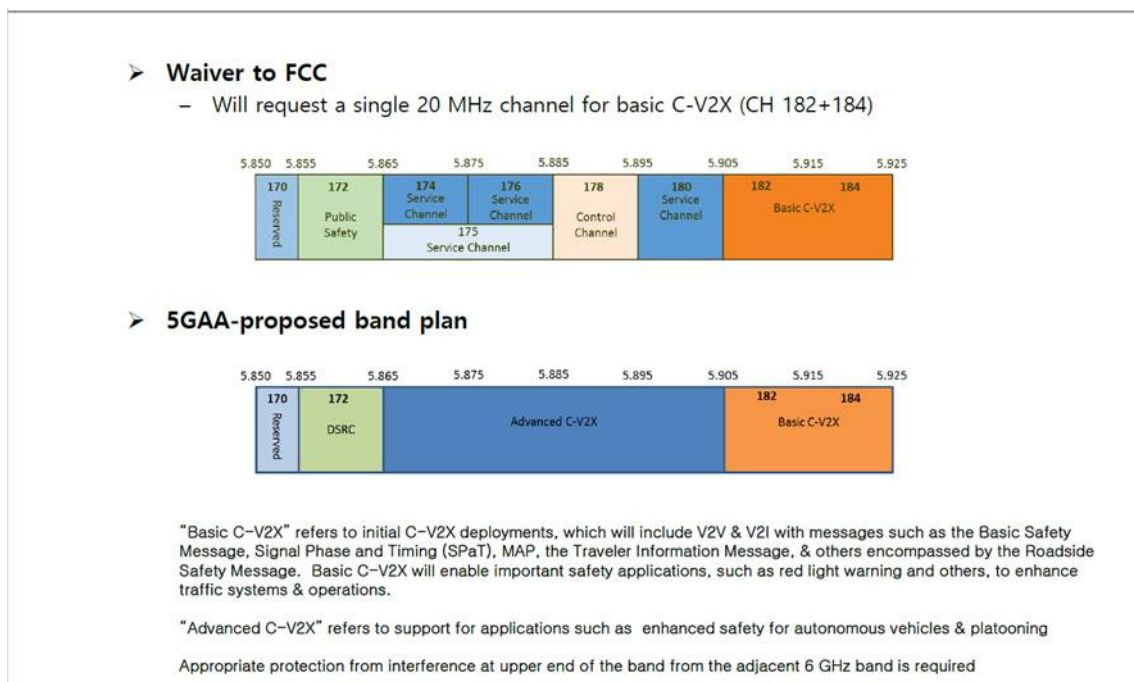 ➢ Waiver to FCC
– Will request a single 20 MHz channel for basic C-V2X (CH 182+184)
5.850 5.855 5.865 5.875 5.885 5.895 5.905 5.915 5.925
170 172 174 176 178 180 182 184
Reserved
Public
Safety
Service
Channel
Service
Channel
175
Service Channel
Control
Channel
Service
Channel
Basic C-V2X
➢ 5GAA-proposed band plan
5.850 5.855 5.865 5.875 5.885 5.895 5.905 5.915 5.925
170 172 182 184
Reserved
DSRC
Advanced C-V2X
Basic C-V2X
“Basic C-V2X” refers to initial C-V2X deployments, which will include V2V & V2I with messages such as the Basic Safety
Message, Signal Phase and Timing (SPaT), MAP, the Traveler Information Message, & others encompassed by the Roadside
Safety Message. Basic C-V2X will enable important safety applications, such as red light warning and others, to enhance
traffic systems & operations.
“Advanced C-V2X” refers to support for applications such as enhanced safety for autonomous vehicles & platooning
Appropriate protection from interference at upper end of the band from the adjacent 6 GHz band is required